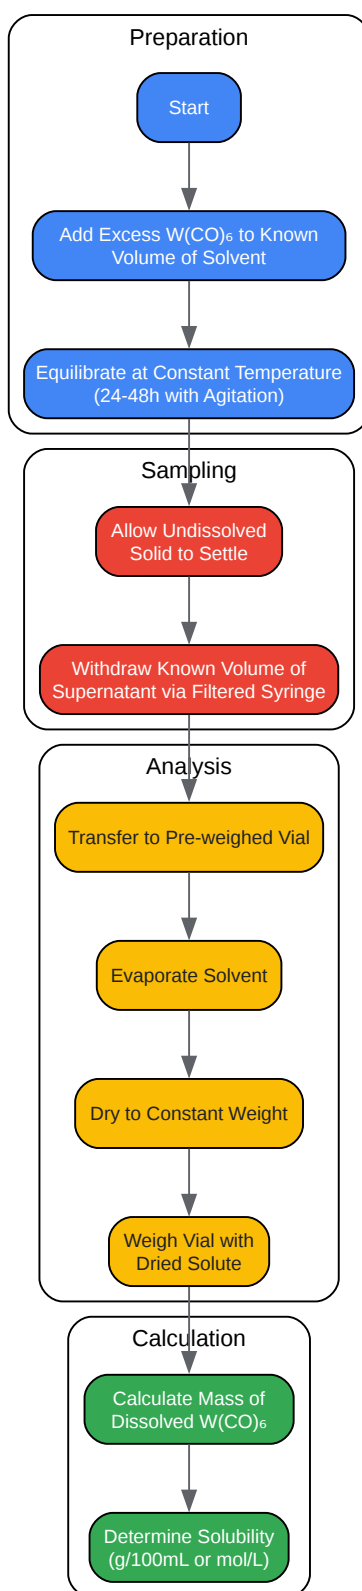 Preparation
Start
Add Excess W(CO)₆ to Known
Volume of Solvent
Equilibrate at Constant Temperature
(24-48h with Agitation)
Sampling
Allow Undissolved
Solid to Settle
Withdraw Known Volume of
Supernatant via Filtered Syringe
Analysis
Transfer to Pre-weighed Vial
Evaporate Solvent
Dry to Constant Weight
Weigh Vial with
Dried Solute
Calculation
Calculate Mass of
Dissolved W(CO)₆
Determine Solubility
(g/100mL or mol/L)